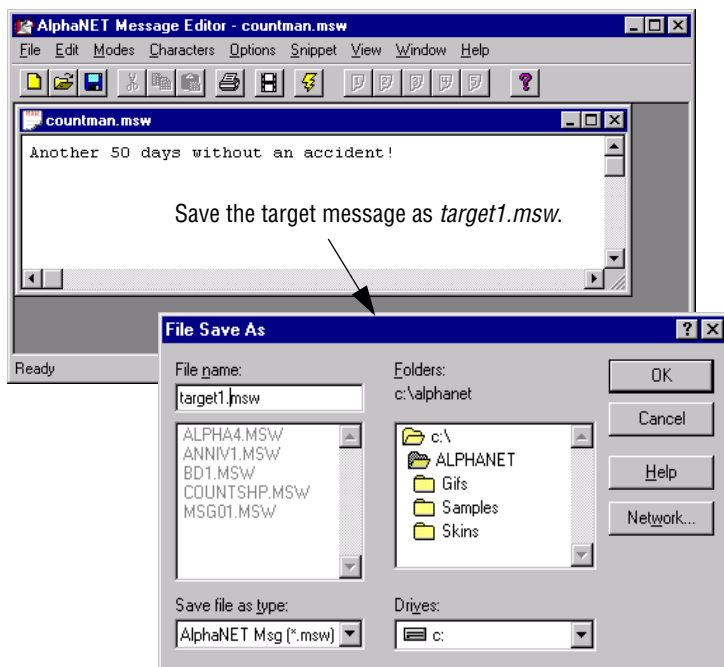 AlphaNET Message Editor - countman.msw
File Edit Modes Characters Options Snippet View Window Help
countman.msw
Another 50 days without an accident!
Save the target message as target1.msw.
File Save As
Ready
File name:
target1.msw
ALPHA4.MSW
ANNIV1.MSW
BD1.MSW
COUNTSHP.MSW
MSG01.MSW
Save file as type:
AlphaNET Msg (*.msw)
Folders:
c:\alphanet
c:\
ALPHANET
Gifs
Samples
Skins
Drives:
c:
OK
Cancel
Help
Network...